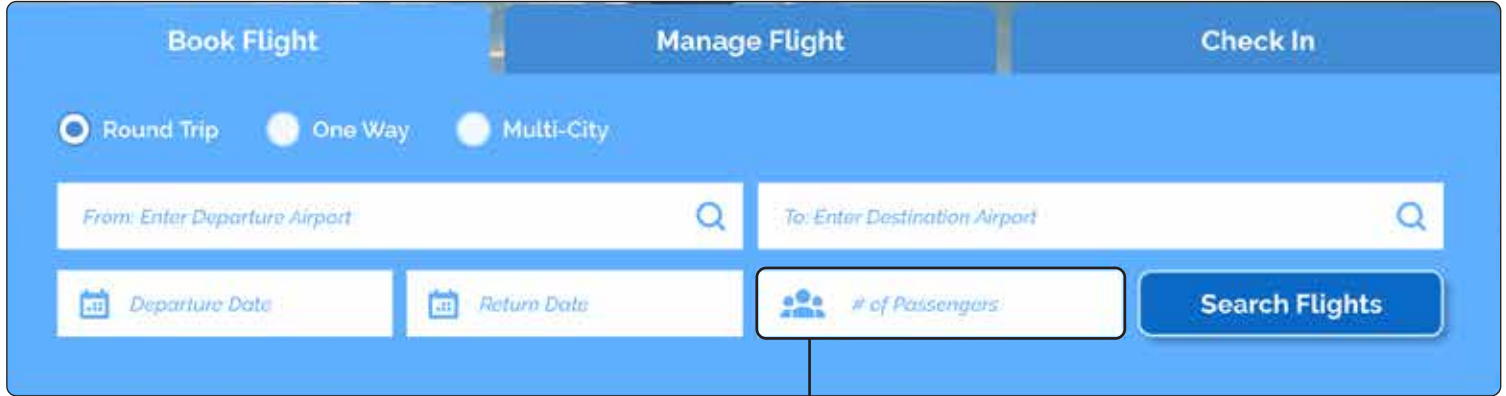 Book Flight Manage Flight Check In
Round Trip One Way Multi-City
From: Enter Departure Airport To: Enter Destination Airport
Departure Date Return Date # of Passengers Search Flights